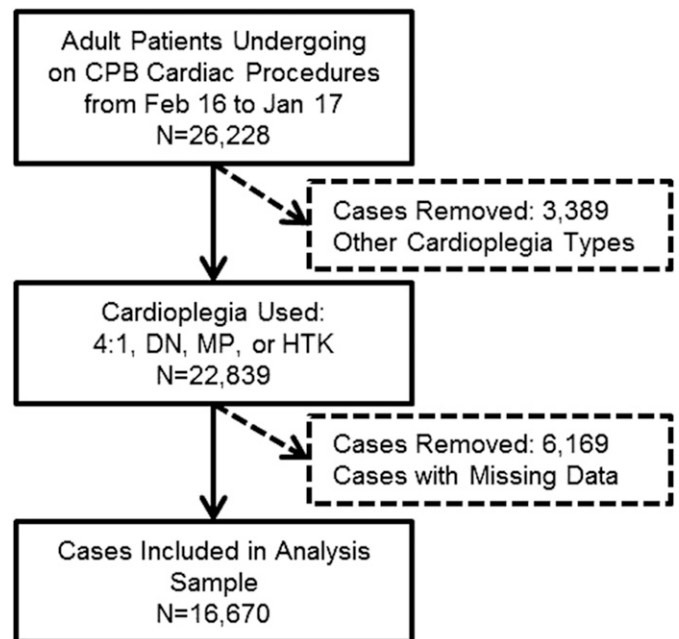 Adult Patients Undergoing
on CPB Cardiac Procedures
from Feb 16 to Jan 17
N=26,228
Cases Removed: 3,389
Other Cardioplegia Types
Cardioplegia Used:
4:1, DN, MP, or HTK
N=22,839
Cases Removed: 6,169
Cases with Missing Data
Cases Included in Analysis
Sample
N=16,670